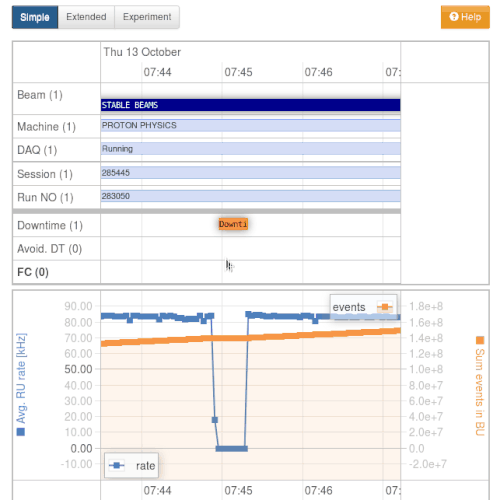 Simple Extended Experiment Help
Thu 13 October
07:44 07:45 07:46 07:
Beam (1)
STABLE BEAMS
Machine (1) PROTON PHYSICS
DAQ (1) Running
Session (1) 285445
Run NO (1) 283050
Downtime (1) Downti
Avoid. DT (0)
FC (0)
events
90.00 1.8e+8
80.00 1.6e+8
70.00 1.4e+8
60.00 1.2e+8
50.00 1.0e+8
40.00 8.0e+7
30.00 6.0e+7
20.00 4.0e+7
10.00 2.0e+7
0.00 0.0
-10.00 -2.0e+7
Avg. RU rate [kHz]
Sum events in BU
rate
07:44 07:45 07:46 07: